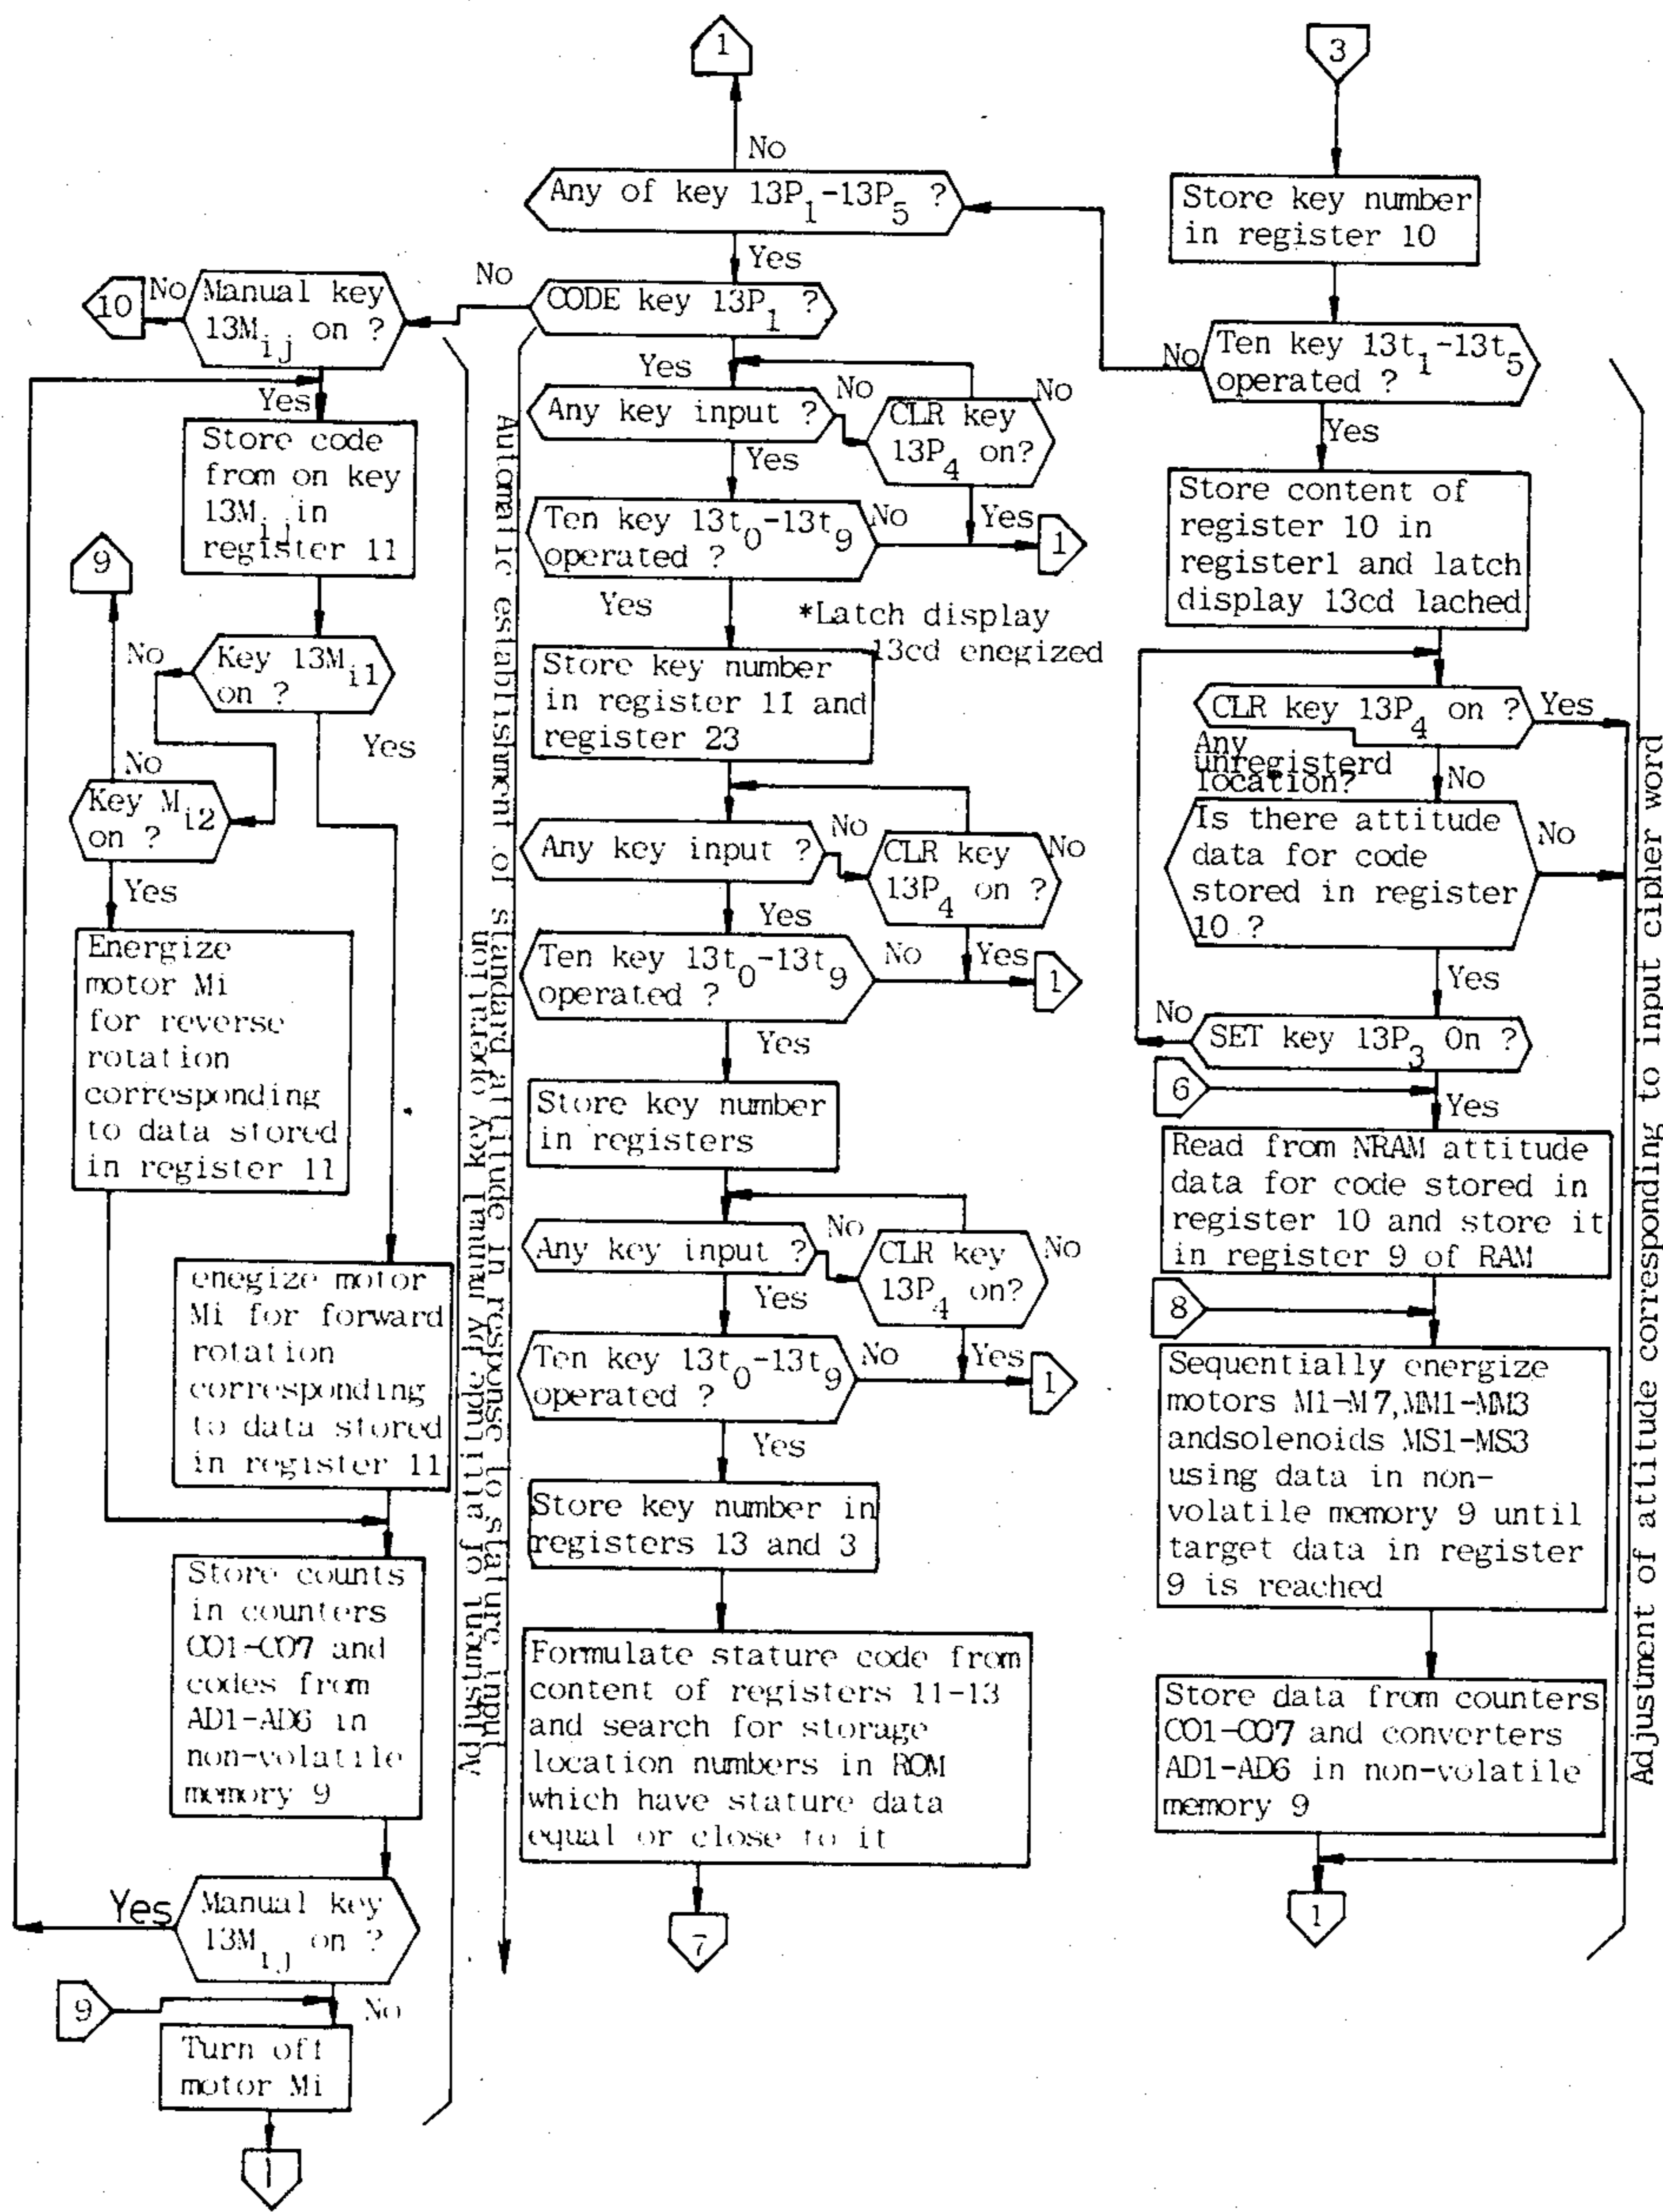 1
No
Any of key 13P1-13P5 ?
Yes
No
CODE key 13P1 ?
Yes
Any key input ?
No
CLR key
13P4 on?
No
Yes
Ten key 13t0-13t9
operated ?
No
Yes
1
Yes
*Latch display
13cd enegized
Store key number
in register 11 and
register 23
Any key input ?
No
CLR key
13P4 on ?
No
Yes
Ten key 13t0-13t9
operated ?
No
Yes
1
Yes
Store key number
in registers
Any key input ?
No
CLR key
13P4 on?
No
Yes
Ten key 13t0-13t9
operated ?
No
Yes
1
Yes
Store key number in
registers 13 and 3
Formulate stature code from
content of registers 11-13
and search for storage
location numbers in ROM
which have stature data
equal or close to it
7
10
No
Manual key
13Mij on ?
Yes
Store code
from on key
13Mij in
register 11
9
No
Key 13Mi1
on ?
Yes
No
Key Mi2
on ?
Yes
Energize
motor Mi
for reverse
rotation
corresponding
to data stored
in register 11
enegize motor
Mi for forward
rotation
corresponding
to data stored
in register 11
Store counts
in counters
CO1-CO7 and
codes from
AD1-AD6 in
non-volatile
memory 9
Yes
Manual key
13Mij on ?
9
No
Turn off
motor Mi
1
Adjustment of attitude by manual key operation
Automatic establishment of standard attitude in response to stature input
3
Store key number
in register 10
No
Ten key 13t1-13t5
operated ?
Yes
Store content of
register 10 in
register1 and latch
display 13cd lached
CLR key 13P4 on ?
Yes
Any
unregisterd
location?
No
Is there attitude
data for code
stored in register
10 ?
No
Yes
No
SET key 13P3 On ?
6
Yes
Read from NRAM attitude
data for code stored in
register 10 and store it
in register 9 of RAM
8
Sequentially energize
motors M1-M7,MM1-MM3
andsolenoids MS1-MS3
using data in non-
volatile memory 9 until
target data in register
9 is reached
Store data from counters
CO1-CO7 and converters
AD1-AD6 in non-volatile
memory 9
1
Adjustment of attitude corresponding to input cipher word